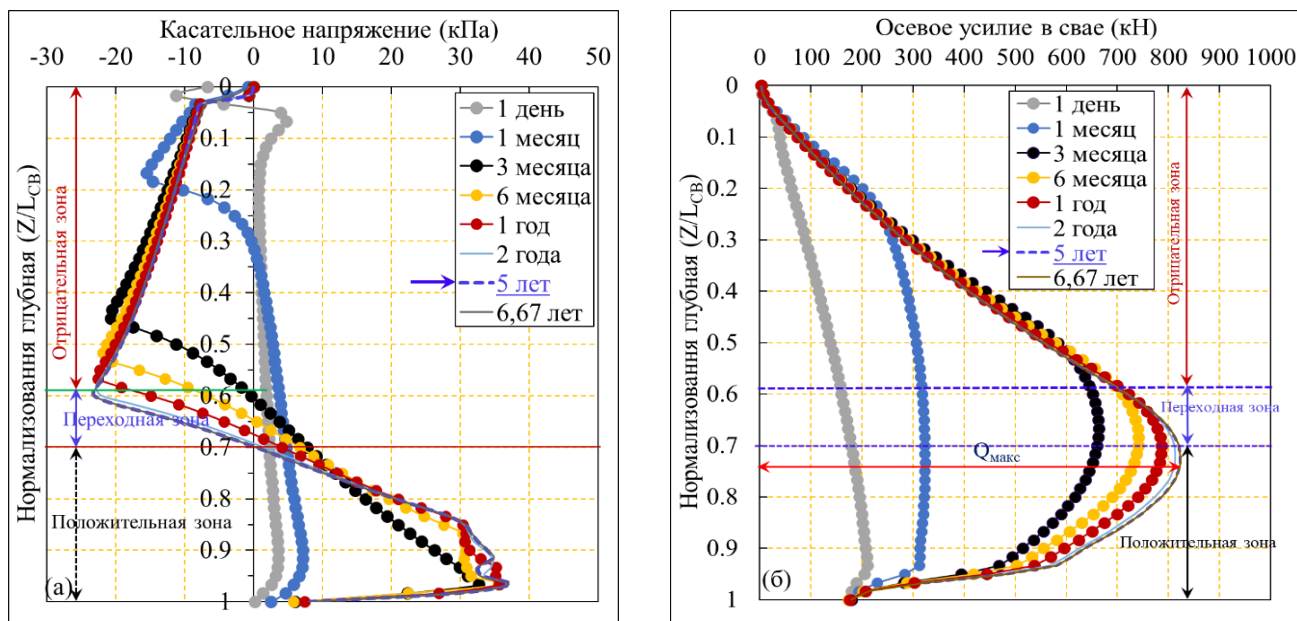 Касательное напряжение (кПа)
-30 -20 -10 0 10 20 30 40 50
Нормализования глубная (Z/LСВ)
0
0.1
0.2
0.3
0.4
0.5
0.6
0.7
0.8
0.9
1
1 день
1 месяц
3 месяца
6 месяца
1 год
2 года
5 лет
6,67 лет
Отрицательная зона
Переходная зона
Положительная зона
(а)
Осевое усилие в свае (кН)
0 100 200 300 400 500 600 700 800 900 1000
Нормализования глубная (Z/LСВ)
0
0.1
0.2
0.3
0.4
0.5
0.6
0.7
0.8
0.9
1
1 день
1 месяц
3 месяца
6 месяца
1 год
2 года
5 лет
6,67 лет
Отрицательная зона
Переходная зона
Qмакс
Положительная зона
(б)